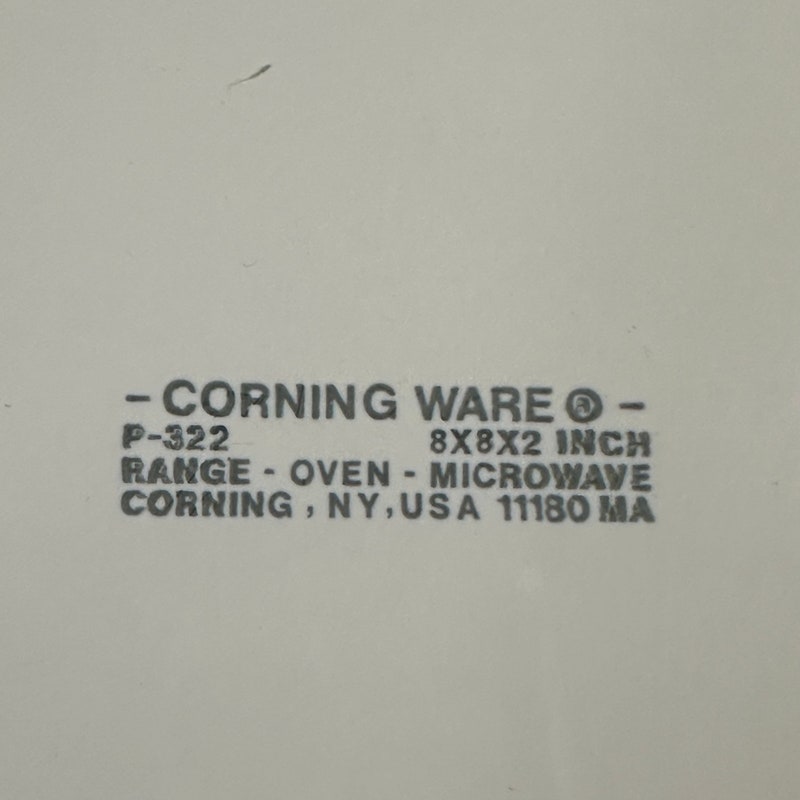 - CORNING WARE ® -
P-322 8X8X2 INCH
RANGE - OVEN - MICROWAVE
CORNING , NY, USA 11180 MA